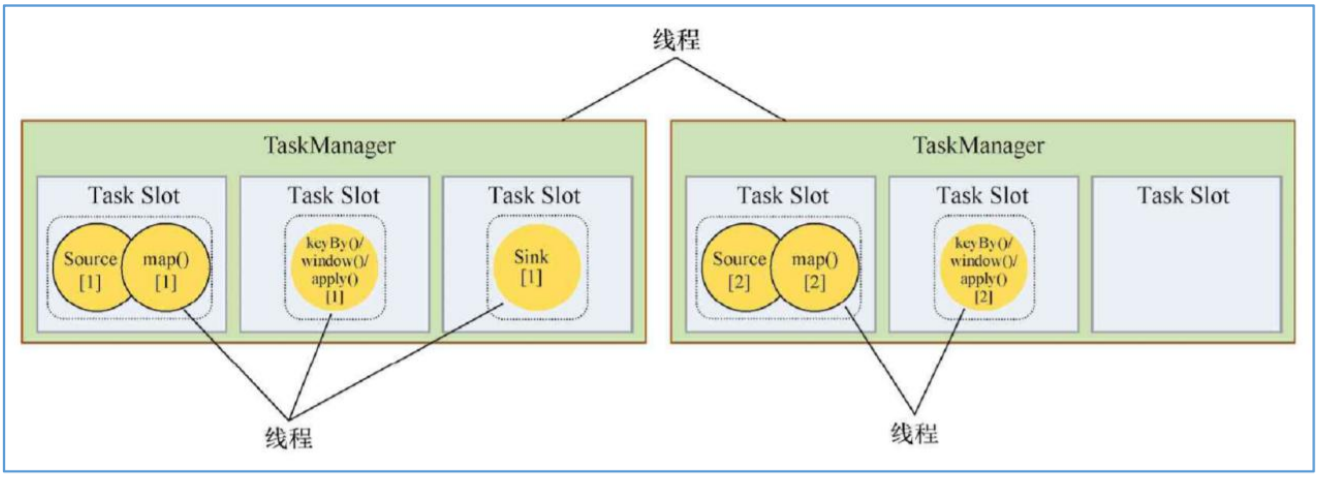 线程
TaskManager
Task Slot
Source
[1]
map()
[1]
Task Slot
keyBy()/
window()/
apply()
[1]
Task Slot
Sink
[1]
TaskManager
Task Slot
Source
[2]
map()
[2]
Task Slot
keyBy()/
window()/
apply()
[2]
Task Slot
线程
线程